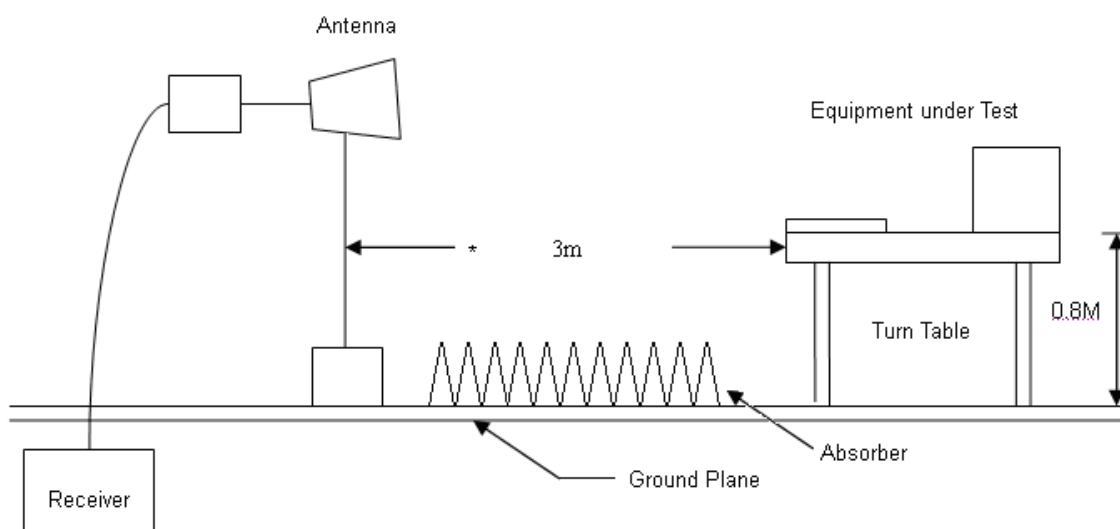 Antenna
Equipment under Test
* 3m
0.8M
Turn Table
Absorber
Ground Plane
Receiver